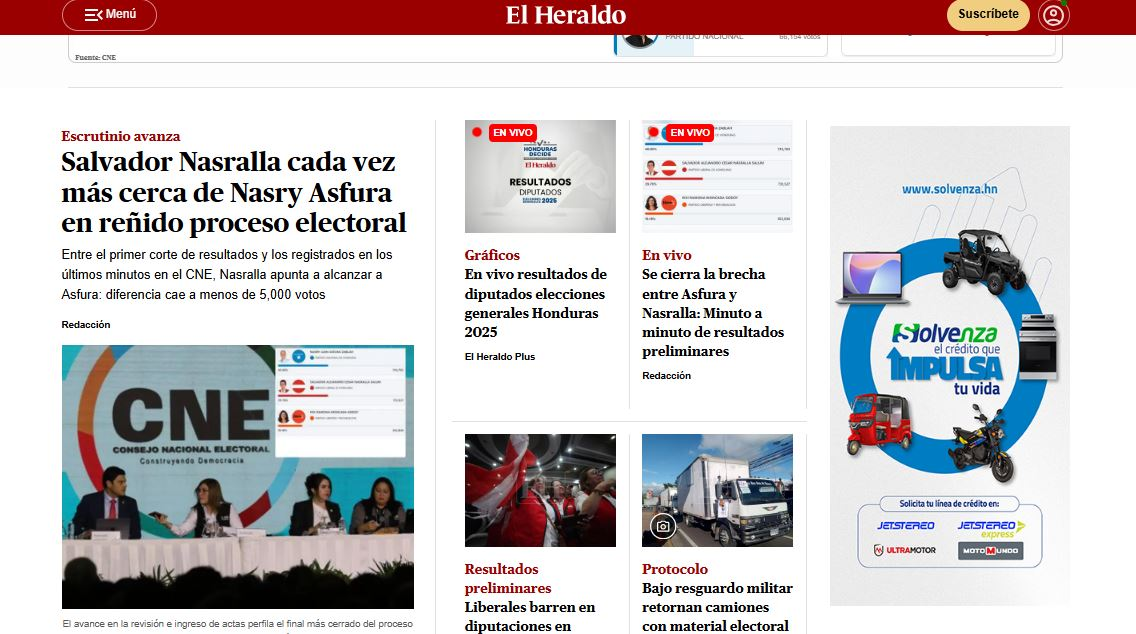 Menú
El Heraldo
Suscríbete
PARTIDO NACIONAL
66,154 votos
Fuente: CNE
Escrutinio avanza
Salvador Nasralla cada vez
más cerca de Nasry Asfura
en reñido proceso electoral
Entre el primer corte de resultados y los registrados en los
últimos minutos en el CNE, Nasralla apunta a alcanzar a
Asfura: diferencia cae a menos de 5,000 votos
Redacción
CNE
CONSEJO NACIONAL ELECTORAL
Construyendo Democracia
El avance en la revisión e ingreso de actas perfila el final más cerrado del proceso
EN VIVO
HONDURAS
DECIDE
El Heraldo
RESULTADOS
DIPUTADOS
Gráficos
En vivo resultados de
diputados elecciones
generales Honduras
2025
El Heraldo Plus
EN VIVO
En vivo
Se cierra la brecha
entre Asfura y
Nasralla: Minuto a
minuto de resultados
preliminares
Redacción
Resultados
preliminares
Liberales barren en
diputaciones en
Protocolo
Bajo resguardo militar
retornan camiones
con material electoral
www.solvenza.hn
Solvenza
el crédito que
IMPULSA
tu vida
Solicita tu línea de crédito en:
JETSTEREO
JETSTEREO
express
ULTRAMOTOR
MOTOMUNDO